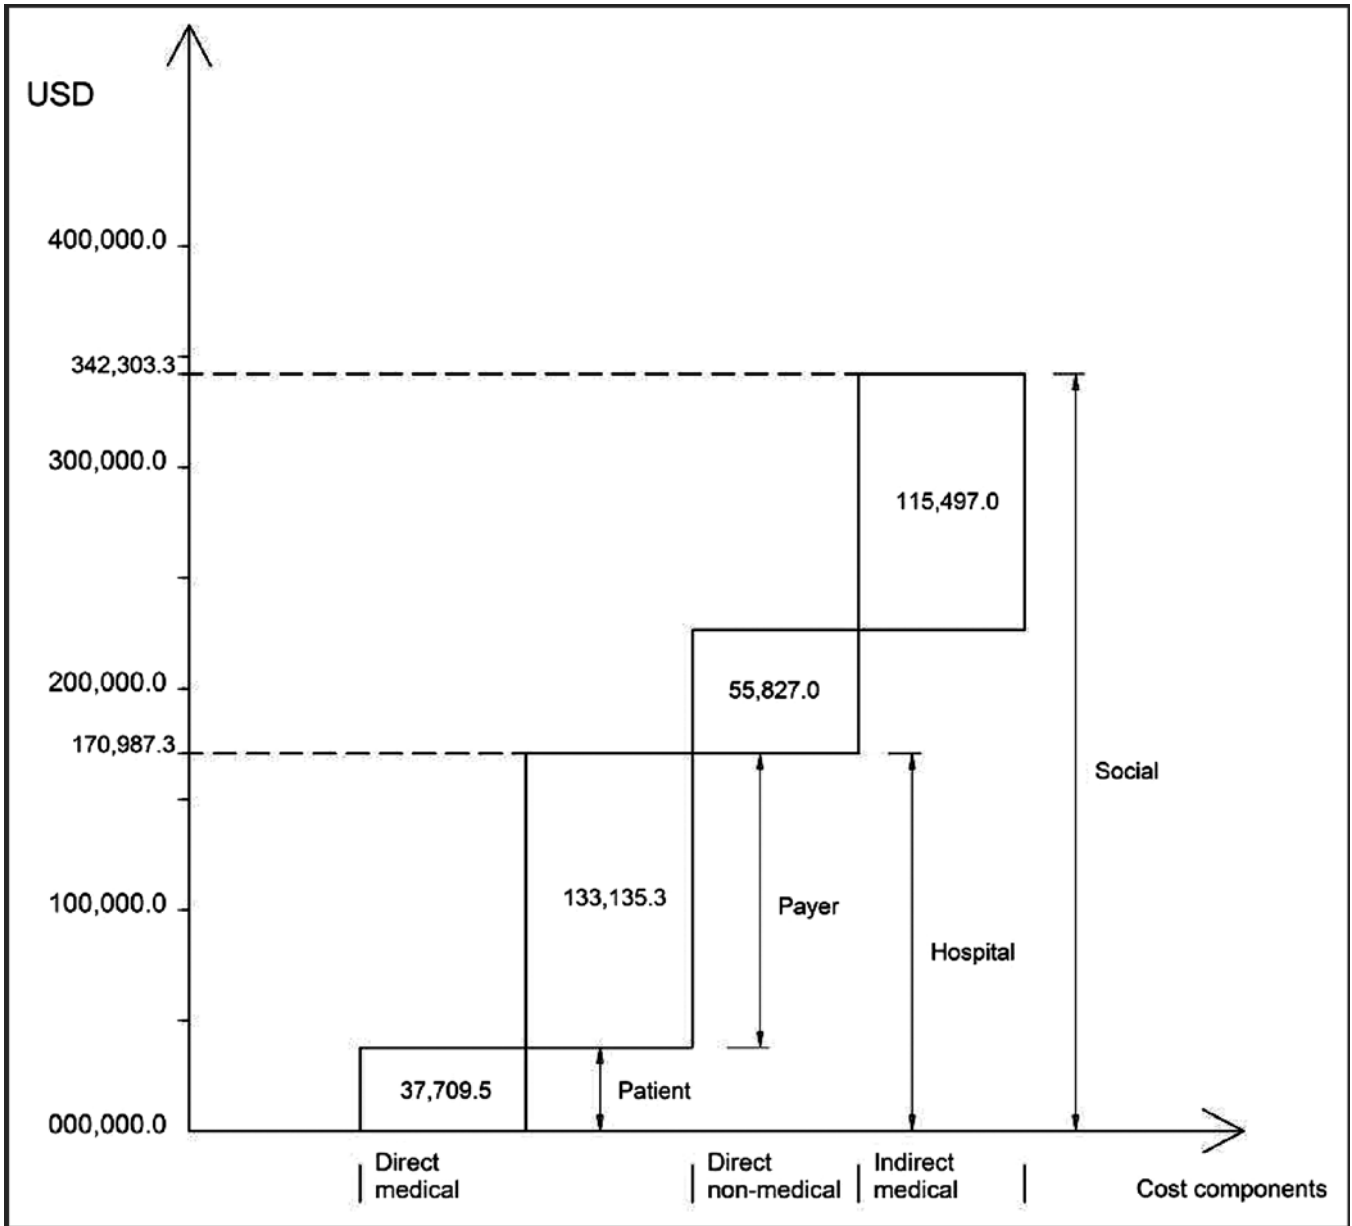 USD
400,000.0
342,303.3
300,000.0
115,497.0
200,000.0
55,827.0
170,987.3
Social
133,135.3
100,000.0
Payer
Hospital
37,709.5
Patient
000,000.0
Direct
medical
Direct
non-medical
Indirect
medical
Cost components